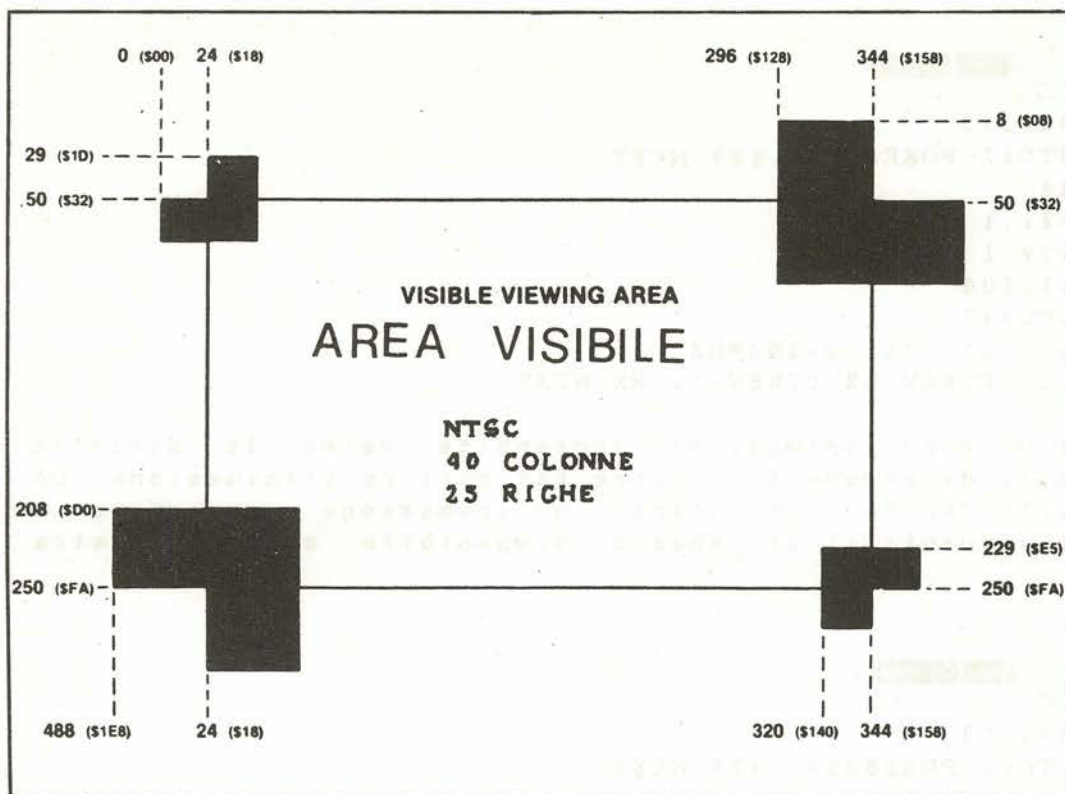 0 ($00) 24 ($18) 296 ($128) 344 ($158)
8 ($08)
29 ($1D)
50 ($32) 50 ($32)
VISIBLE VIEWING AREA
AREA VISIBILE
NTSC
40 COLONNE
25 RIGHE
208 ($D0)
229 ($E5)
250 ($FA) 250 ($FA)
488 ($1E8) 24 ($18) 320 ($140) 344 ($158)